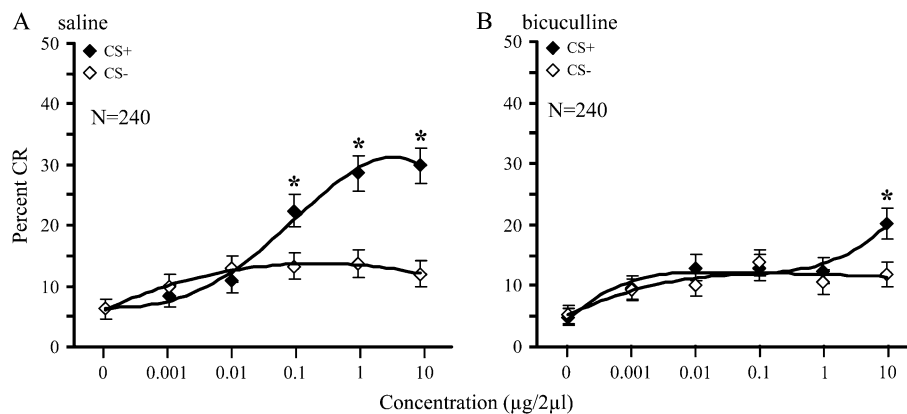 A saline
50
40
30
20
10
0
Percent CR
CS+
CS-
N=240
*
*
*
0 0.001 0.01 0.1 1 10
B bicuculline
50
40
30
20
10
0
CS+
CS-
N=240
*
0 0.001 0.01 0.1 1 10
Concentration (µg/2µl)